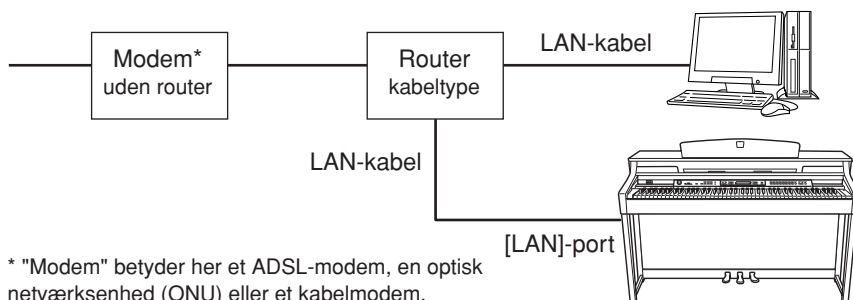 Modem*
uden router
Router
kabeltype
LAN-kabel
LAN-kabel
[LAN]-port
* "Modem" betyder her et ADSL-modem, en optisk
netværksenhed (ONU) eller et kabelmodem.